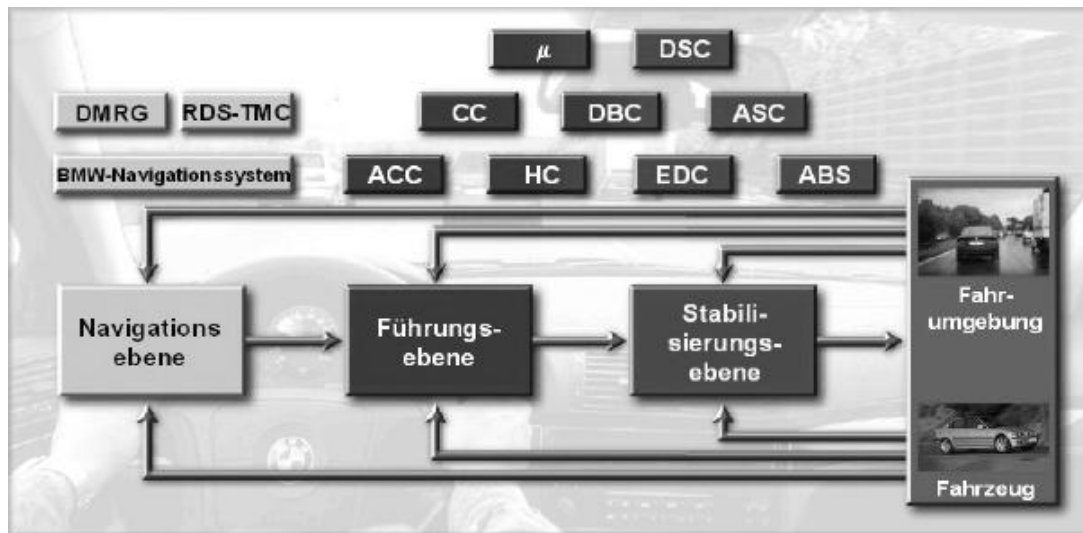 μ
DSC
DMRG
RDS-TMC
CC
DBC
ASC
BMW-Navigationssystem
ACC
HC
EDC
ABS
Navigations
ebene
Führungs-
ebene
Stabili-
sierungs-
ebene
Fahr-
umgebung
Fahrzeug